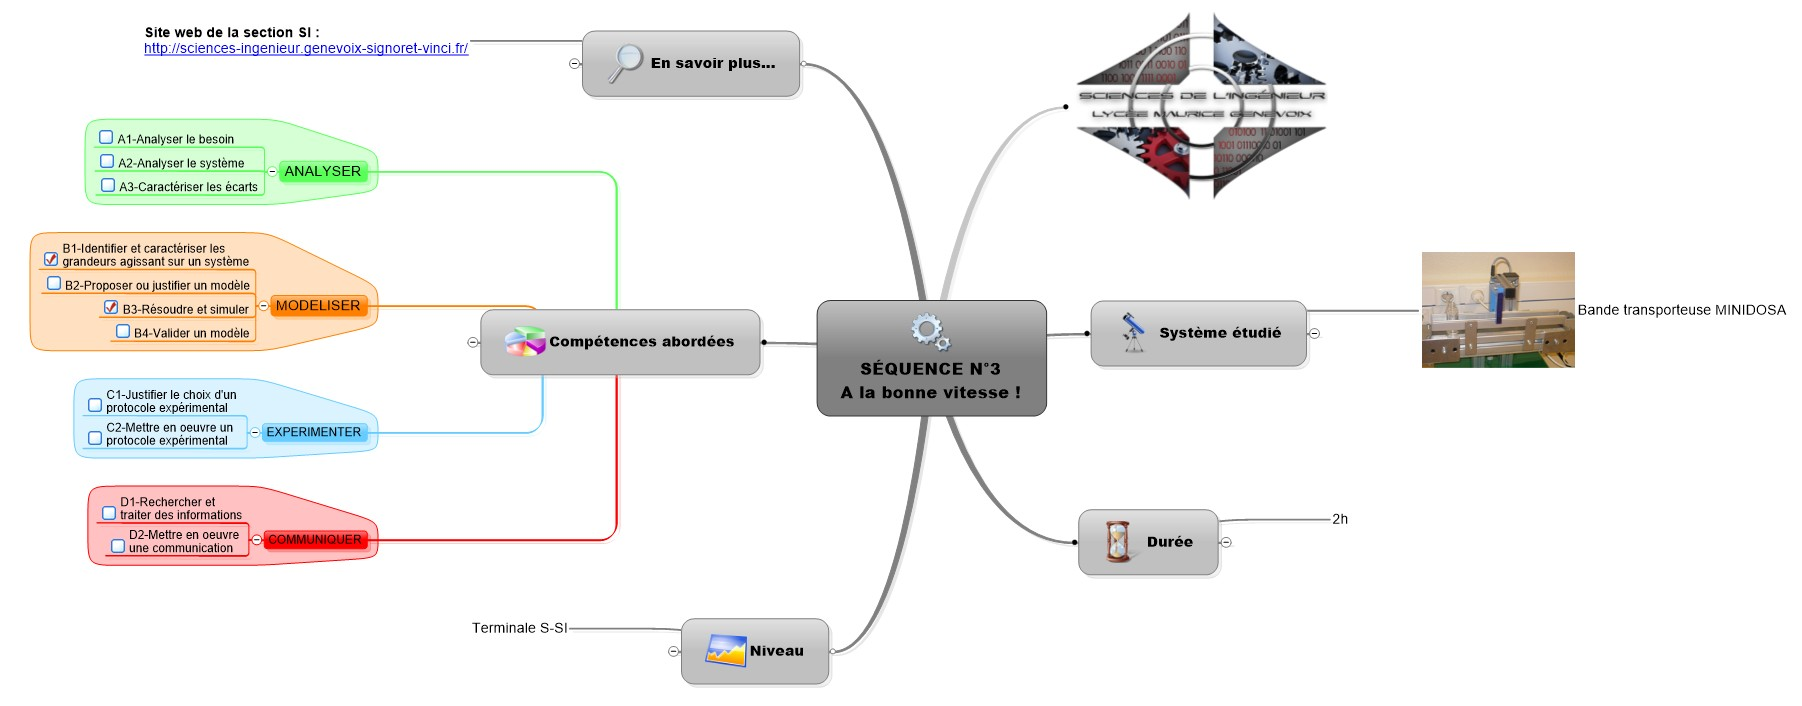 Site web de la section SI :
http://sciences-ingenieur.genevoix-signoret-vinci.fr/
En savoir plus...
SCIENCES DE L'INGÉNIEUR
LYCEE MAURICE GENEVOIX
A1-Analyser le besoin
A2-Analyser le système
A3-Caractériser les écarts
ANALYSER
B1-Identifier et caractériser les
grandeurs agissant sur un système
B2-Proposer ou justifier un modèle
B3-Résoudre et simuler
B4-Valider un modèle
MODELISER
C1-Justifier le choix d'un
protocole expérimental
C2-Mettre en oeuvre un
protocole expérimental
EXPERIMENTER
D1-Rechercher et
traiter des informations
D2-Mettre en oeuvre
une communication
COMMUNIQUER
Compétences abordées
SÉQUENCE N°3
A la bonne vitesse !
Système étudié
Bande transporteuse MINIDOSA
Durée
2h
Terminale S-SI
Niveau